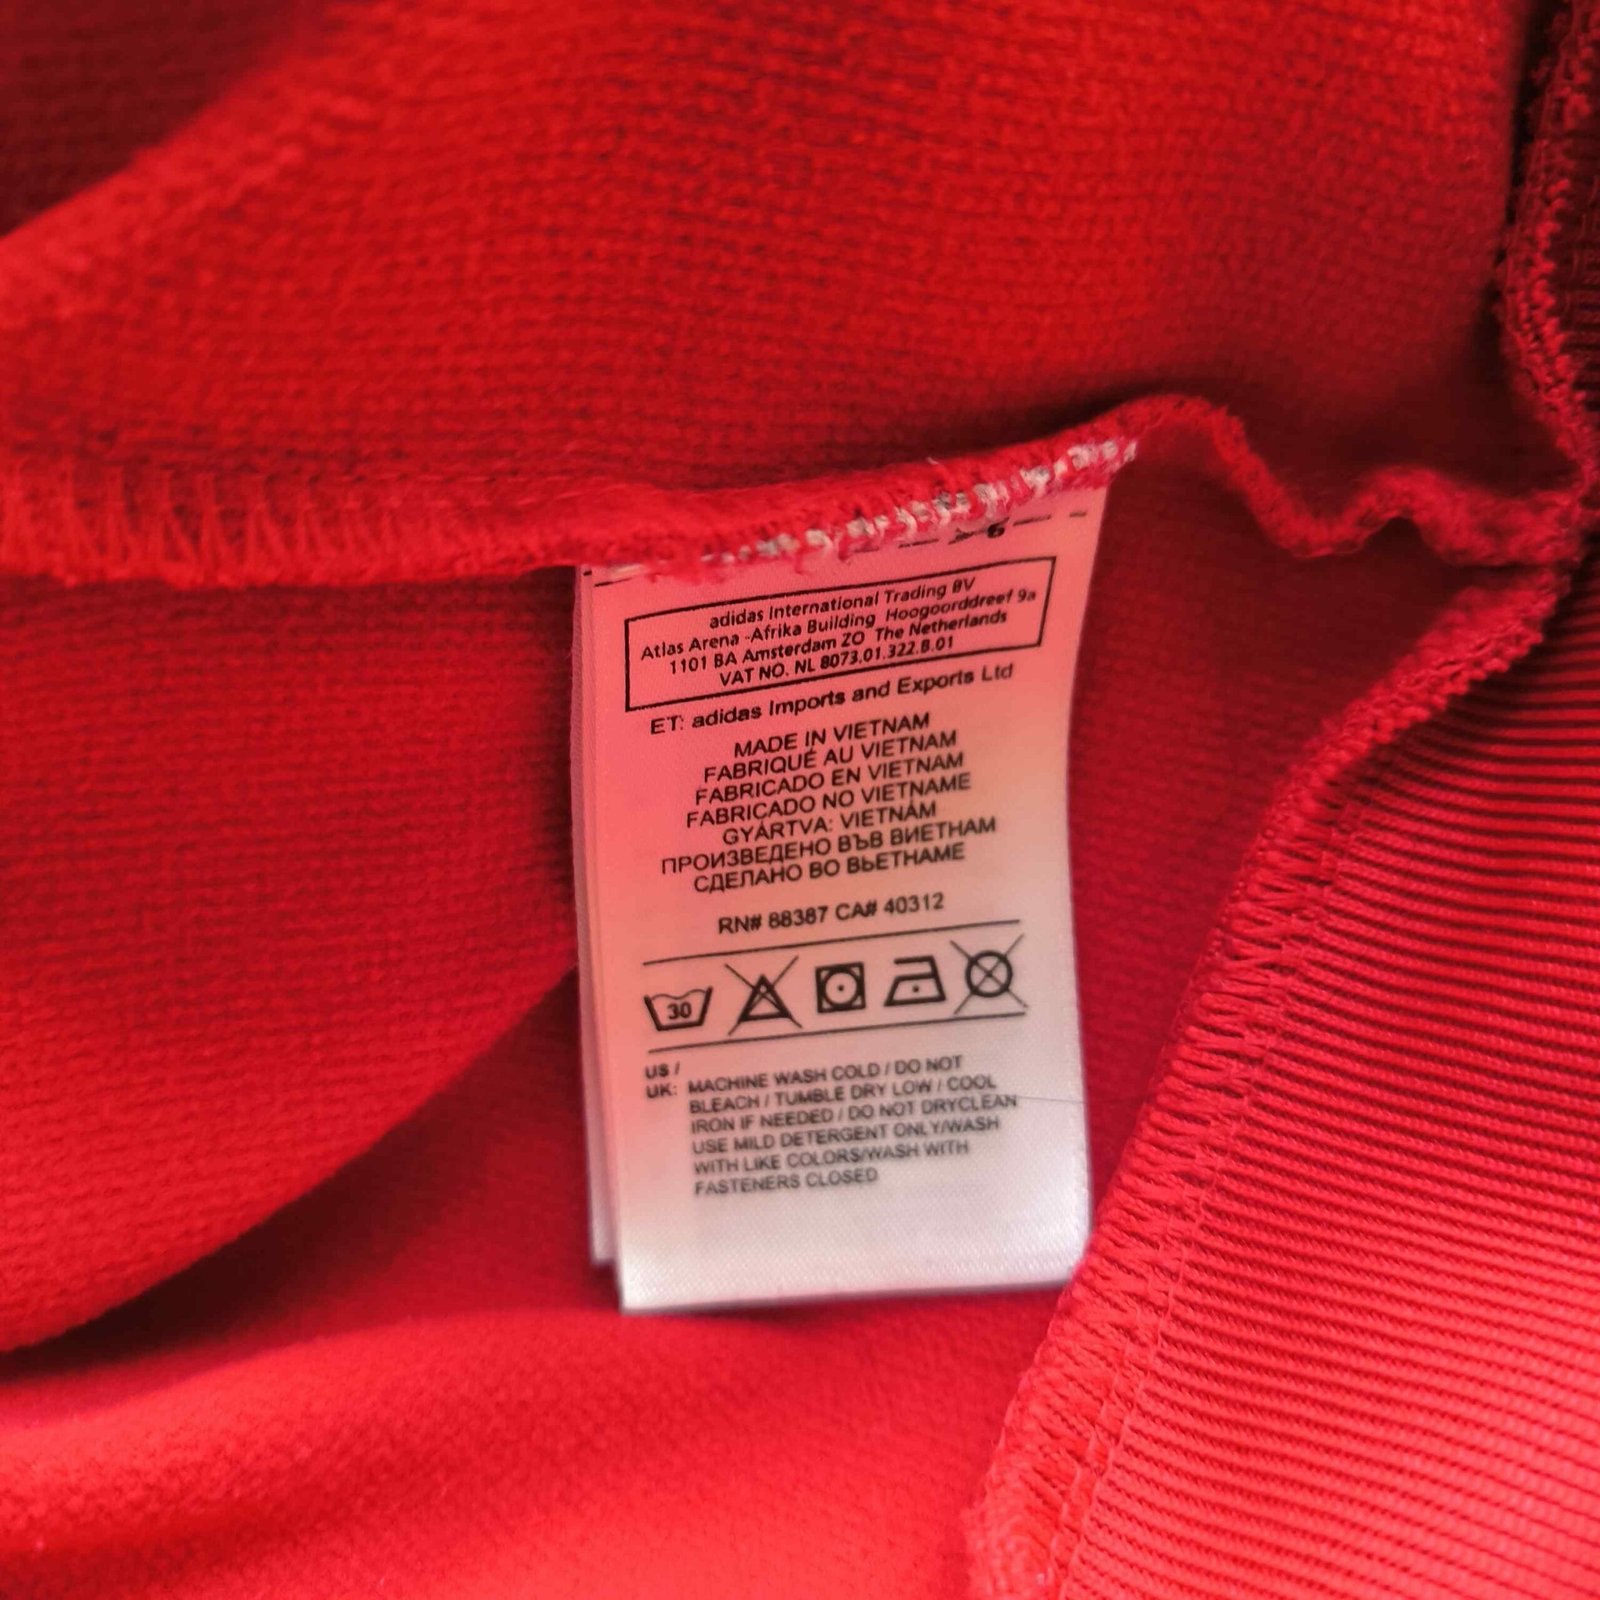 6
adidas International Trading BV
Atlas Arena -Afrika Building Hoogoorddreef 9a
1101 BA Amsterdam ZO The Netherlands
VAT NO. NL 8073.01.322.B.01
ET: adidas Imports and Exports Ltd
MADE IN VIETNAM
FABRIQUÉ AU VIETNAM
FABRICADO EN VIETNAM
FABRICADO NO VIETNAME
GYÁRTVA: VIETNÁM
ПРОИЗВЕДЕНО ВЪВ ВИЕТНАМ
СДЕЛАНО ВО ВЬЕТНАМЕ
RN# 88387 CA# 40312
30
US /
UK: MACHINE WASH COLD / DO NOT
BLEACH / TUMBLE DRY LOW / COOL
IRON IF NEEDED / DO NOT DRYCLEAN
USE MILD DETERGENT ONLY/WASH
WITH LIKE COLORS/WASH WITH
FASTENERS CLOSED